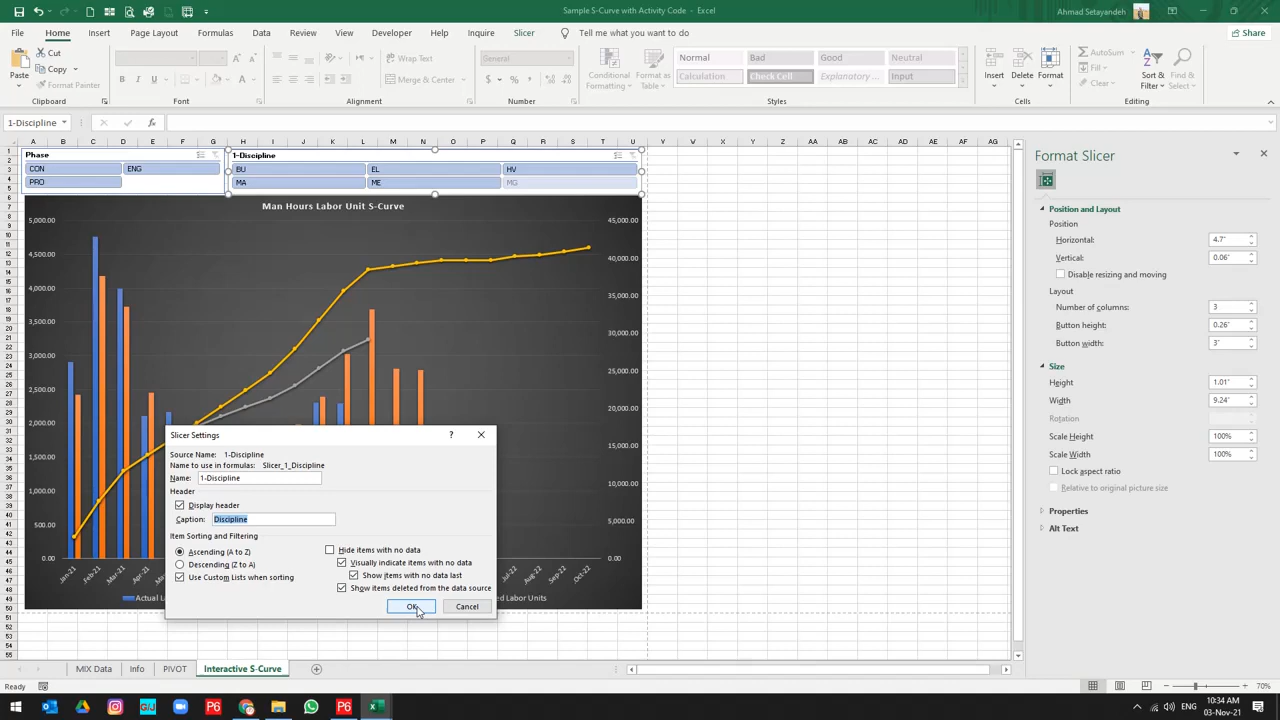 Sample S-Curve with Activity Code - Excel
Ahmad Setayandeh
File Home Insert Page Layout Formulas Data Review View Developer Help Inquire Slicer Tell me what you want to do
Share
Paste
Cut
Copy
Format Painter
Clipboard
Font
Merge & Center
Alignment
General
Number
Conditional Formatting
Format as Table
Normal Bad Good Neutral
Calculation Check Cell Explanatory ... Input
Styles
Insert Delete Format
Cells
AutoSum
Fill
Clear
Sort & Filter
Find & Select
Editing
1-Discipline
A B C D E F G H I J K L M N O P Q R S T U V W X Y Z AA AB AC AD AE AF AG
Phase
CON ENG
PRO
1-Discipline
BU EL HV
MA ME MG
Man Hours Labor Unit S-Curve
5,000.00 45,000.00
4,500.00 40,000.00
4,000.00 35,000.00
3,500.00 30,000.00
3,000.00
2,500.00 25,000.00
2,000.00
1,500.00
1,000.00
500.00 5,000.00
0.00 0.00
Jan-21 Feb-21 Mar-21 Apr-21 May-21 Jul-22 Aug-22 Sep-22 Oct-22
Actual La
ed Labor Units
Slicer Settings
Source Name: 1-Discipline
Name to use in formulas: Slicer_1_Discipline
Name: 1-Discipline
Header
Display header
Caption: Discipline
Item Sorting and Filtering
Ascending (A to Z)
Descending (Z to A)
Use Custom Lists when sorting
Hide items with no data
Visually indicate items with no data
Show items with no data last
Show items deleted from the data source
OK Cancel
Format Slicer
Position and Layout
Position
Horizontal: 4.7"
Vertical: 0.06"
Disable resizing and moving
Layout
Number of columns: 3
Button height: 0.26"
Button width: 3"
Size
Height 1.01"
Width 9.24"
Rotation
Scale Height 100%
Scale Width 100%
Lock aspect ratio
Relative to original picture size
Properties
Alt Text
MIX Data Info PIVOT Interactive S-Curve
Ready
70%
ENG
10:34 AM
03-Nov-21